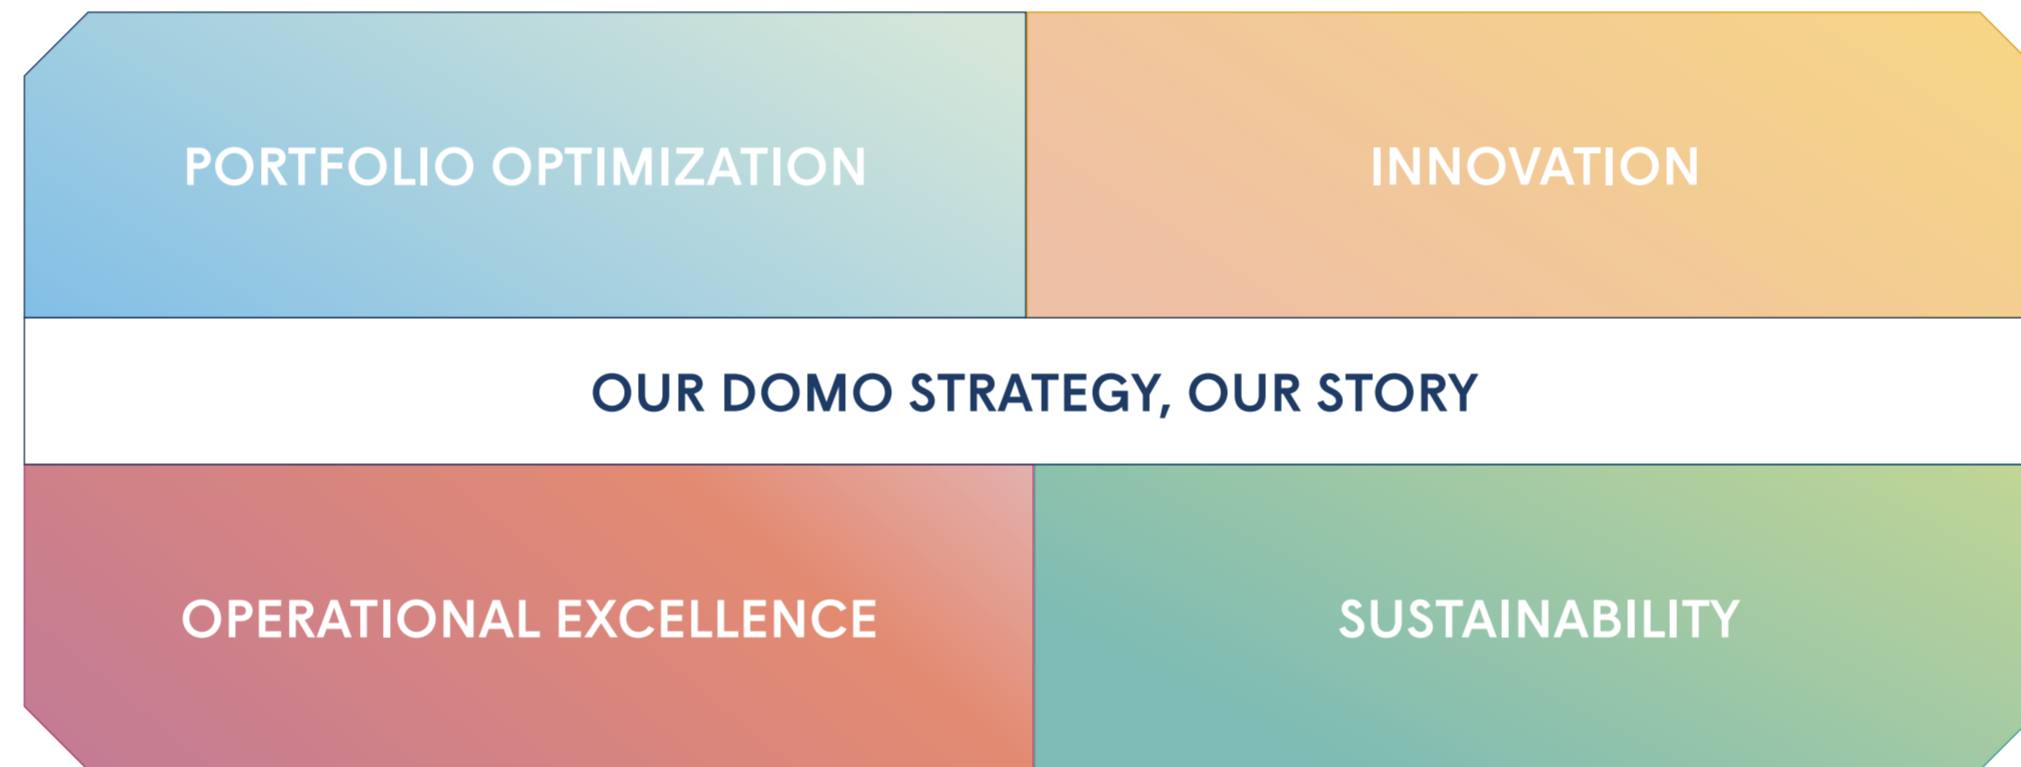 PORTFOLIO OPTIMIZATION
INNOVATION
OUR DOMO STRATEGY, OUR STORY
OPERATIONAL EXCELLENCE
SUSTAINABILITY